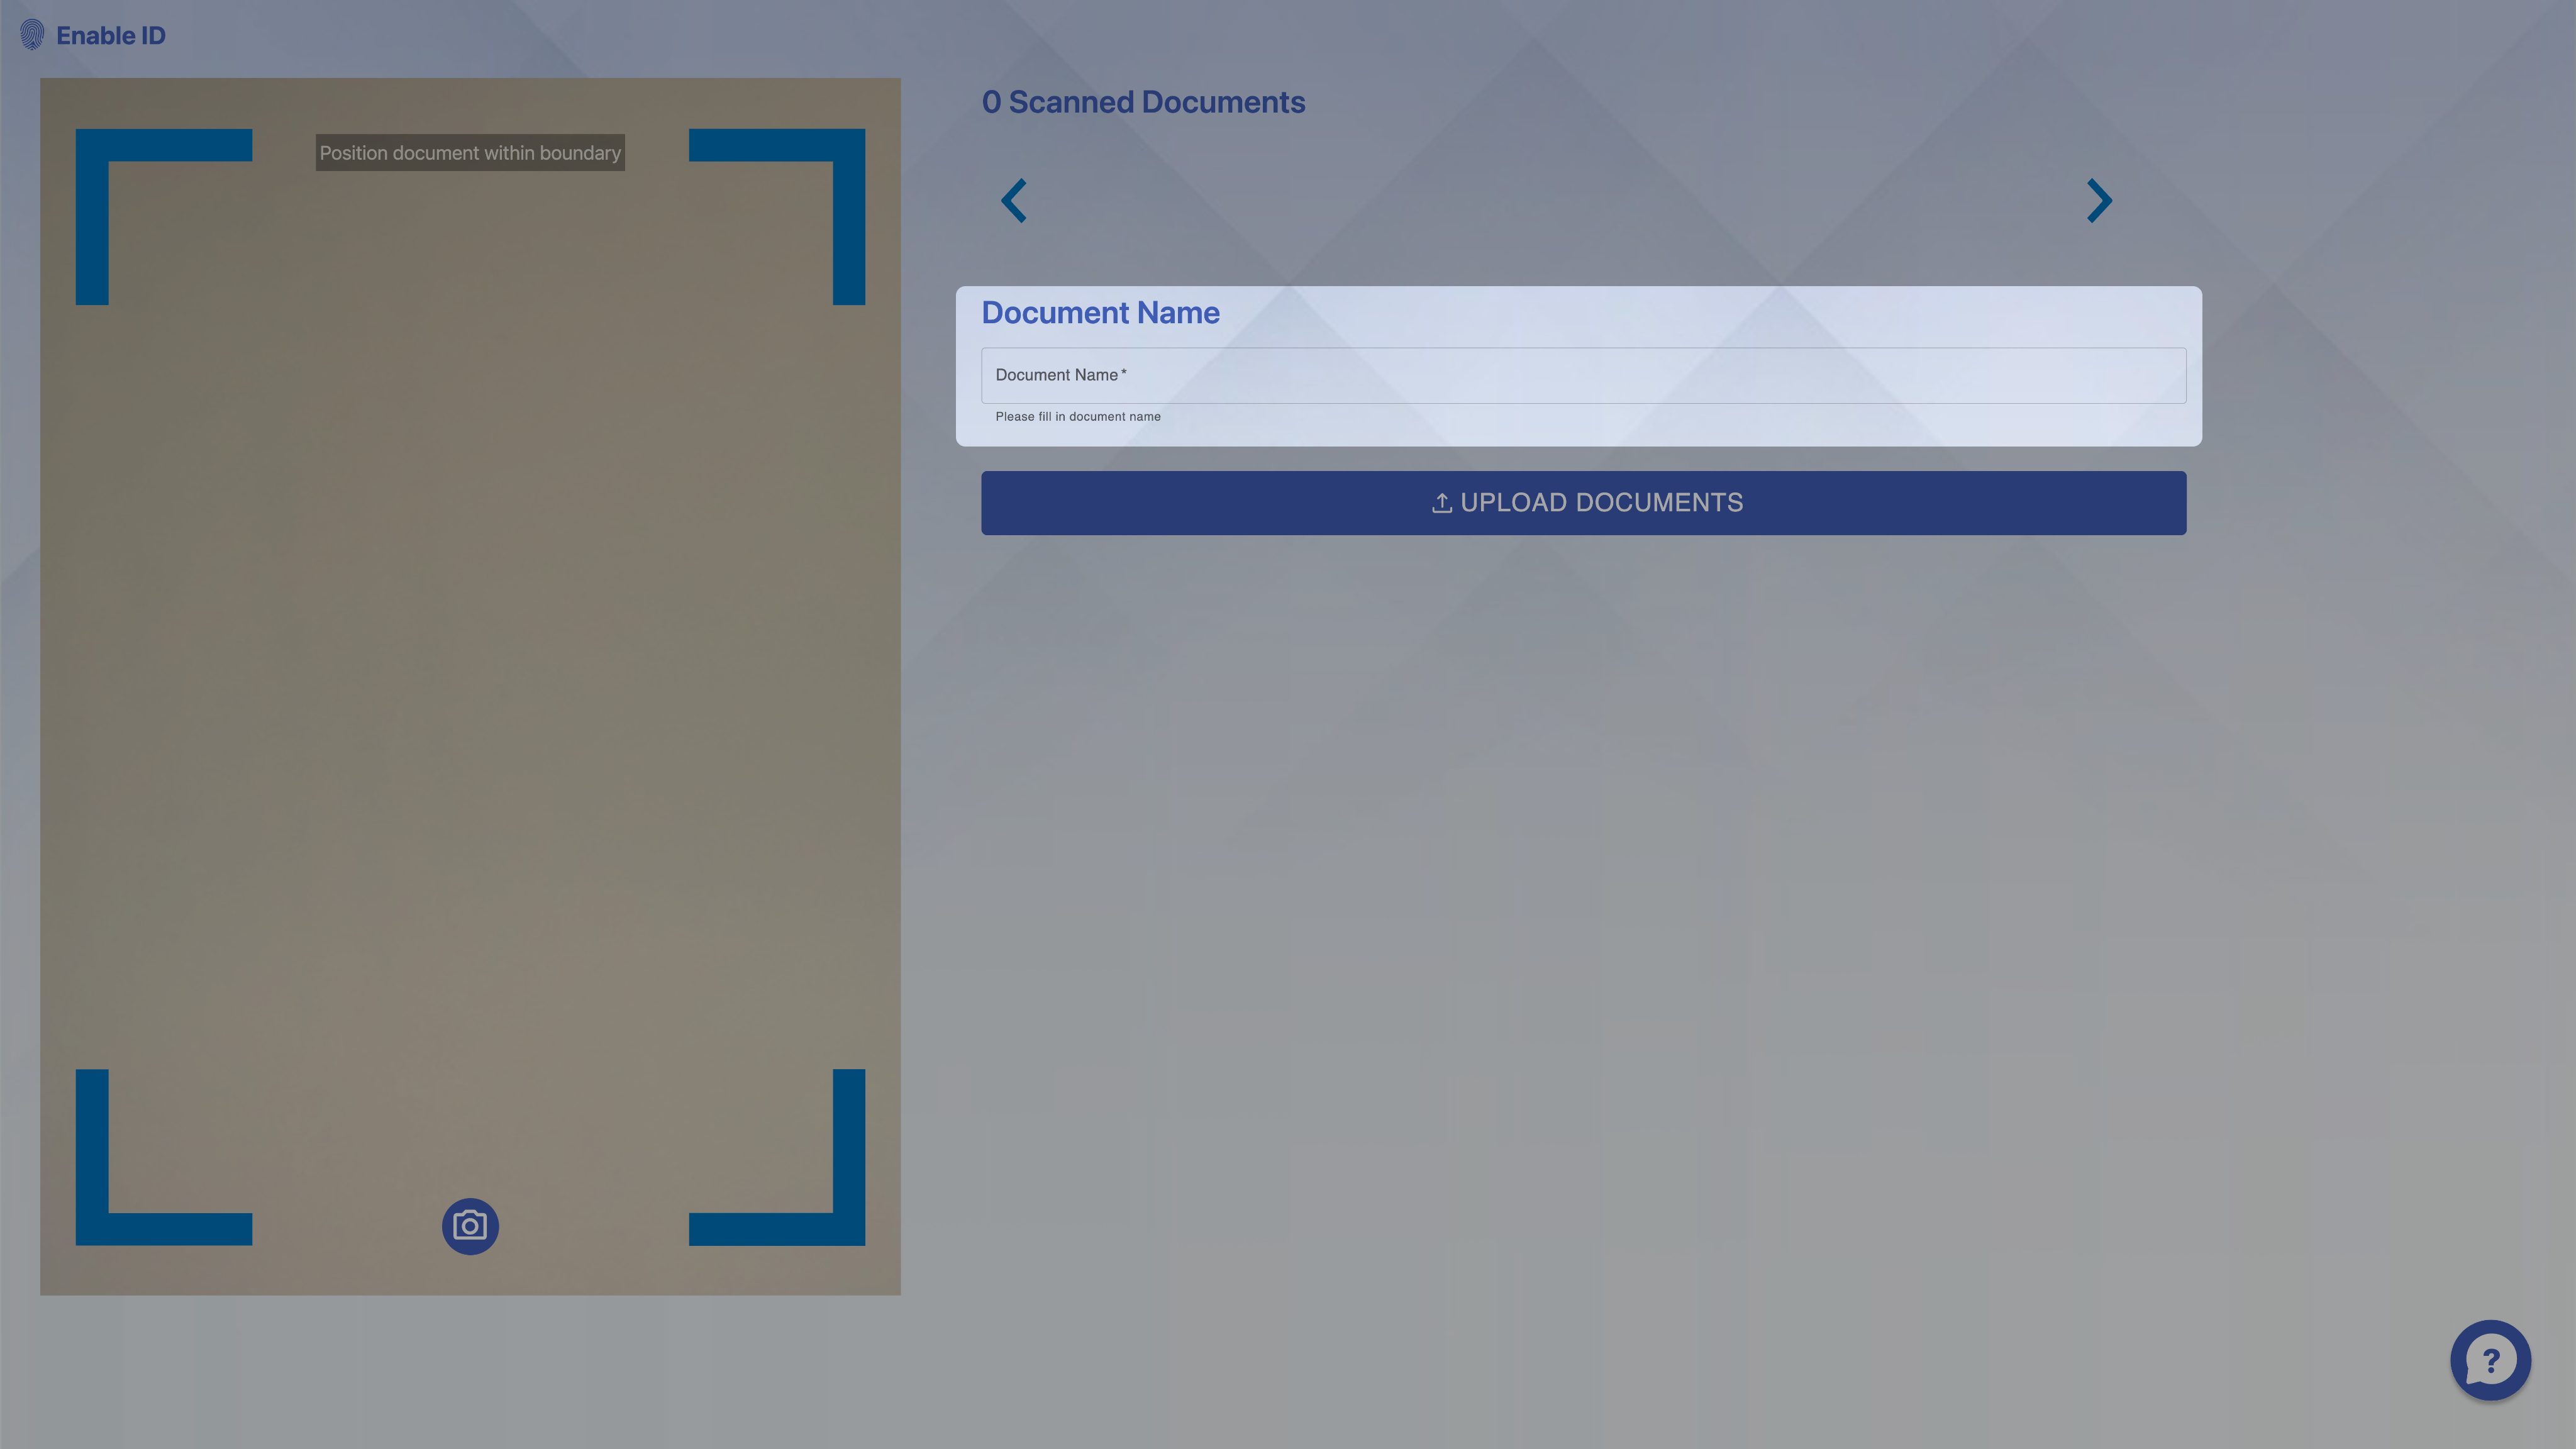 Enable ID
Position document within boundary
0 Scanned Documents
Document Name
Document Name *
Please fill in document name
UPLOAD DOCUMENTS
?